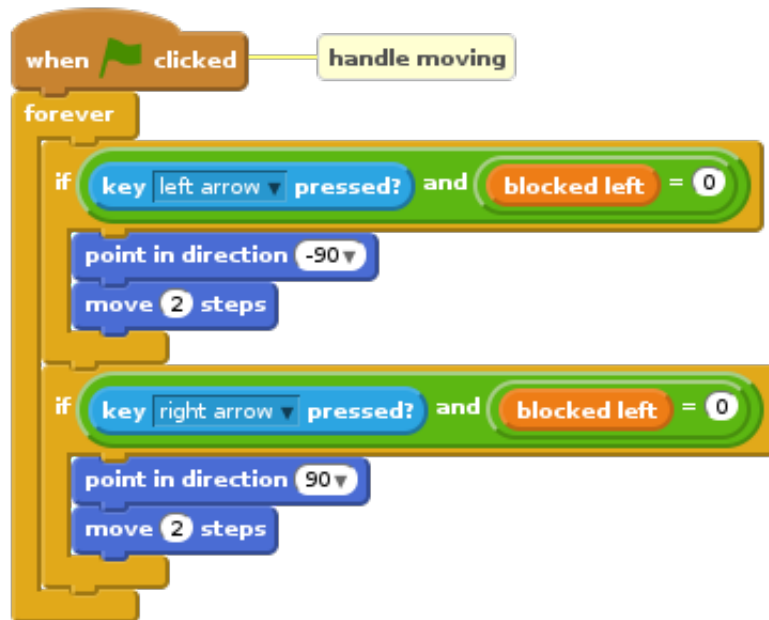 when clicked handle moving
forever
if key left arrow pressed? and blocked left = 0
point in direction -90
move 2 steps
if key right arrow pressed? and blocked left = 0
point in direction 90
move 2 steps